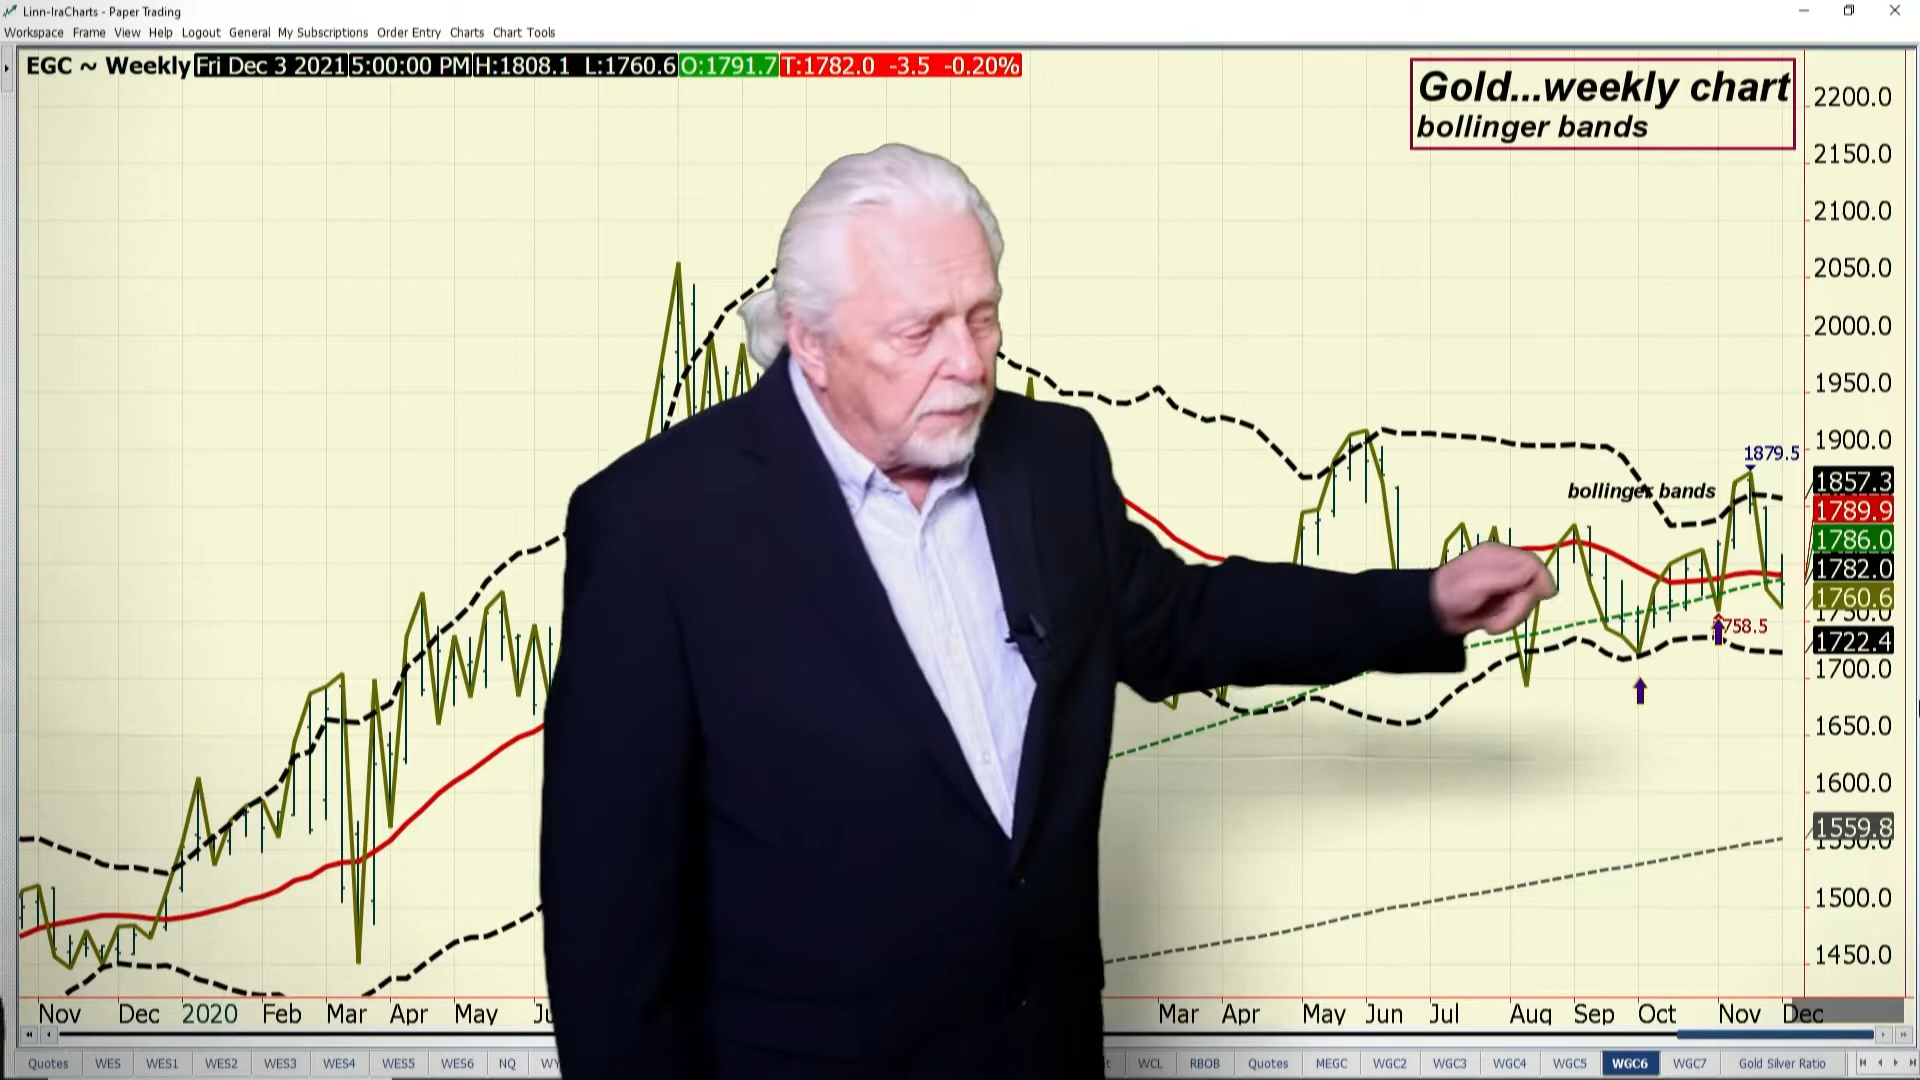 Linn-IraCharts - Paper Trading
Workspace Frame View Help Logout General My Subscriptions Order Entry Charts Chart Tools
EGC ~ Weekly Fri Dec 3 2021 5:00:00 PM H:1808.1 L:1760.6 O:1791.7 T:1782.0 -3.5 -0.20%
Gold...weekly chart
bollinger bands
2200.0
2150.0
2100.0
2050.0
2000.0
1950.0
1900.0
1879.5
1857.3
bollinger bands
1789.9
1786.0
1782.0
1760.6
1750.0
758.5
1722.4
1700.0
1650.0
1600.0
1559.8
1550.0
1500.0
1450.0
Nov Dec 2020 Feb Mar Apr May Mar Apr May Jun Jul Aug Sep Oct Nov Dec
Quotes WES WES1 WES2 WES3 WES4 WES5 WES6 NQ WCL RBOB Quotes MEGC WGC2 WGC3 WGC4 WGC5 WGC6 WGC7 Gold Silver Ratio